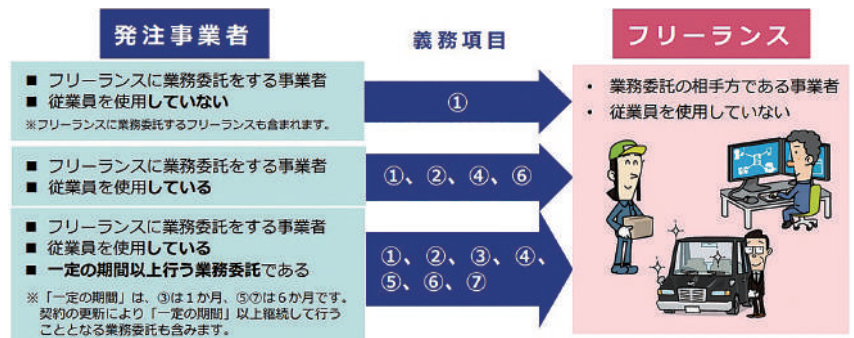 発注事業者
義務項目
フリーランス
■ フリーランスに業務委託をする事業者
■ 従業員を使用していない
※フリーランスに業務委託するフリーランスも含まれます。
①
■ フリーランスに業務委託をする事業者
■ 従業員を使用している
①、②、④、⑥
■ フリーランスに業務委託をする事業者
■ 従業員を使用している
■ 一定の期間以上行う業務委託である
※「一定の期間」は、③は1か月、⑤⑦は6か月です。
契約の更新により「一定の期間」以上継続して行う
こととなる業務委託も含みます。
①、②、③、④、
⑤、⑥、⑦
• 業務委託の相手方である事業者
• 従業員を使用していない